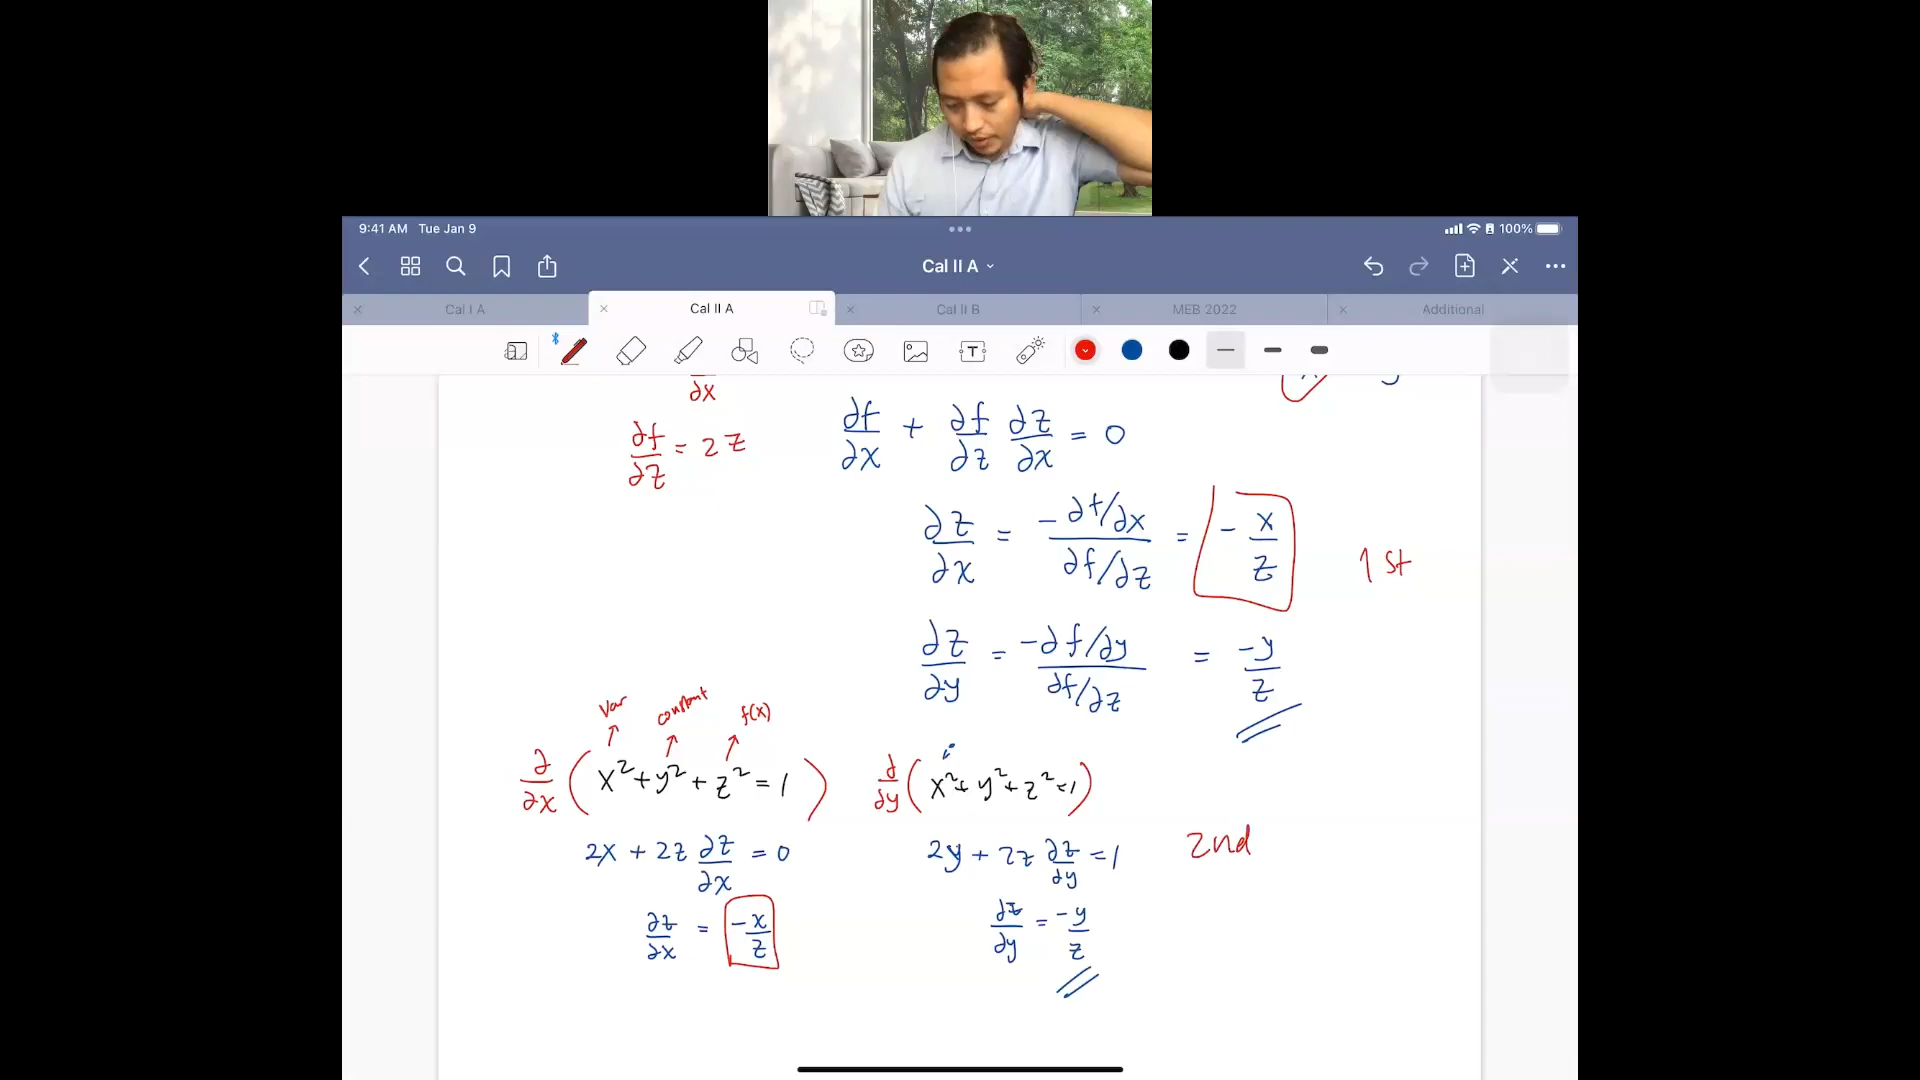 9:41 AM Tue Jan 9
100%
Cal II A
Cal I A
Cal II A
Cal II B
MEB 2022
Additional
T
∂x
∂f/∂z = 2z
∂f/∂x + ∂f/∂z ∂z/∂x = 0
∂z/∂x = -∂f/∂x / ∂f/∂z = -x/z
1st
∂z/∂y = -∂f/∂y / ∂f/∂z = -y/z
var
constant
f(x)
∂/∂x (x²+y²+z²=1)
∂/∂y (x²+y²+z²=1)
2x + 2z ∂z/∂x = 0
2y + 2z ∂z/∂y = 1
2nd
∂z/∂x = -x/z
∂z/∂y = -y/z